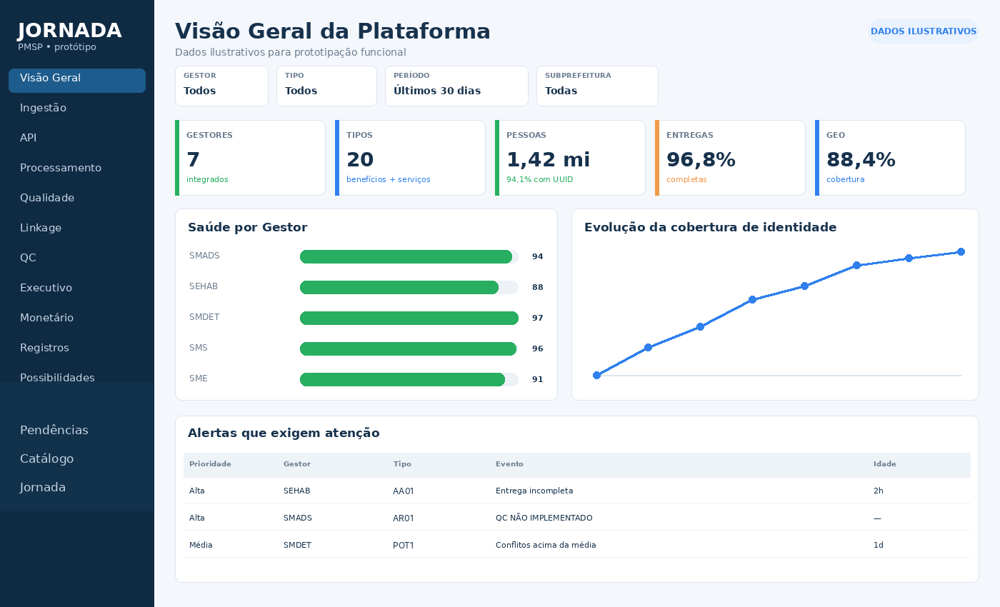 JORNADA
PMSP • protótipo
Visão Geral
Ingestão
API
Processamento
Qualidade
Linkage
QC
Executivo
Monetário
Registros
Possibilidades
Pendências
Catálogo
Jornada
Visão Geral da Plataforma
Dados ilustrativos para prototipação funcional
DADOS ILUSTRATIVOS
GESTOR
Todos
TIPO
Todos
PERÍODO
Últimos 30 dias
SUBPREFEITURA
Todas
GESTORES
7
integrados
TIPOS
20
benefícios + serviços
PESSOAS
1,42 mi
94,1% com UUID
ENTREGAS
96,8%
completas
GEO
88,4%
cobertura
Saúde por Gestor
SMADS 94
SEHAB 88
SMDET 97
SMS 96
SME 91
Evolução da cobertura de identidade
Alertas que exigem atenção
Prioridade Gestor Tipo Evento Idade
Alta SEHAB AA01 Entrega incompleta 2h
Alta SMADS AR01 QC NÃO IMPLEMENTADO —
Média SMDET POT1 Conflitos acima da média 1d